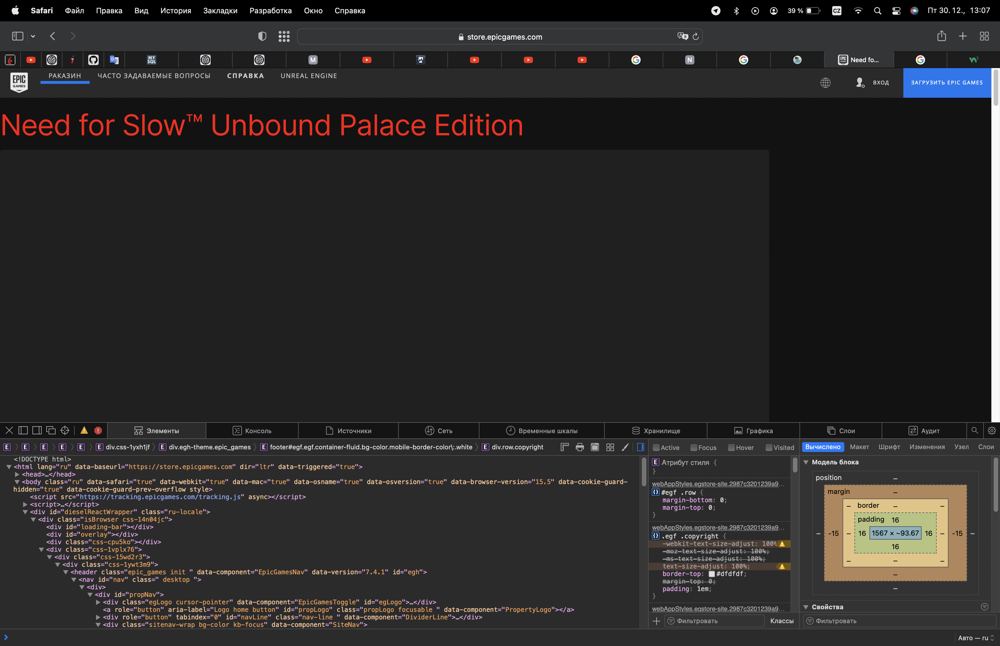 Safari Файл Правка Вид История Закладки Разработка Окно Справка 39 % CZ Пт 30. 12., 13:07
store.epicgames.com
MY SQL M N Need fo...
EPIC GAMES РАКАЗИН ЧАСТО ЗАДАВАЕМЫЕ ВОПРОСЫ СПРАВКА UNREAL ENGINE ВХОД ЗАГРУЗИТЬ EPIC GAMES
Need for Slow™ Unbound Palace Edition
Элементы Консоль Источники Сеть Временные шкалы Хранилище Графика Слои Аудит
E E E E E E div.css-1yxh1jf E div.egh-theme.epic_games E footer#egf.egf.container-fluid.bg-color.mobile-border-color\:.white E div.row.copyright
<!DOCTYPE html>
<html lang="ru" data-baseurl="https://store.epicgames.com" dir="ltr" data-triggered="true">
<head>…</head>
<body class="ru" data-safari="true" data-webkit="true" data-mac="true" data-osname="true" data-osversion="true" data-browser-version="15.5" data-cookie-guard-
hidden="true" data-cookie-guard-prev-overflow style>
<script src="https://tracking.epicgames.com/tracking.js" async></script>
<script>…</script>
<div id="dieselReactWrapper" class="ru-locale">
<div class="isBrowser css-14n04jc">
<div id="loading-bar"></div>
<div id="overlay"></div>
<div class="css-cpu5ko"></div>
<div class="css-1vplx76">
<div class="css-15wd2r3">
<div class="css-1ywt3m9">
<header class="epic_games init " data-component="EpicGamesNav" data-version="7.4.1" id="egh">
<nav id="nav" class=" desktop ">
<div>
<div id="propNav">
<div class="egLogo cursor-pointer" data-component="EpicGamesToggle" id="egLogo">…</div>
<a role="button" aria-label="Logo home button" id="propLogo" class="propLogo focusable " data-component="PropertyLogo"></a>
<div role="button" tabindex="0" id="navLine" class="nav-line " data-component="DividerLine">…</div>
<div class="sitenav-wrap bg-color kb-focus" data-component="SiteNav">
Active Focus Hover Visited
E Атрибут стиля {
}
webAppStyles.egstore-site.2987c3201239a9…
#egf .row {
margin-bottom: 0;
margin-top: 0;
}
webAppStyles.egstore-site.2987c3201239a9…
.egf .copyright {
-webkit-text-size-adjust: 100%
-moz-text-size-adjust: 100%;
-ms-text-size-adjust: 100%;
text-size-adjust: 100%;
border-top: #dfdfdf;
margin-top: 0;
padding: 1em;
}
webAppStyles.egstore-site.2987c3201239a9…
Фильтровать Классы
Вычислено Макет Шрифт Изменения Узел Слои
Модель блока
position –
margin –
– border – –
padding 16
– -15 – 16 1567 × ~93.67 16 – -15 –
16
– – –
–
–
Свойства
Фильтровать
Авто — ru